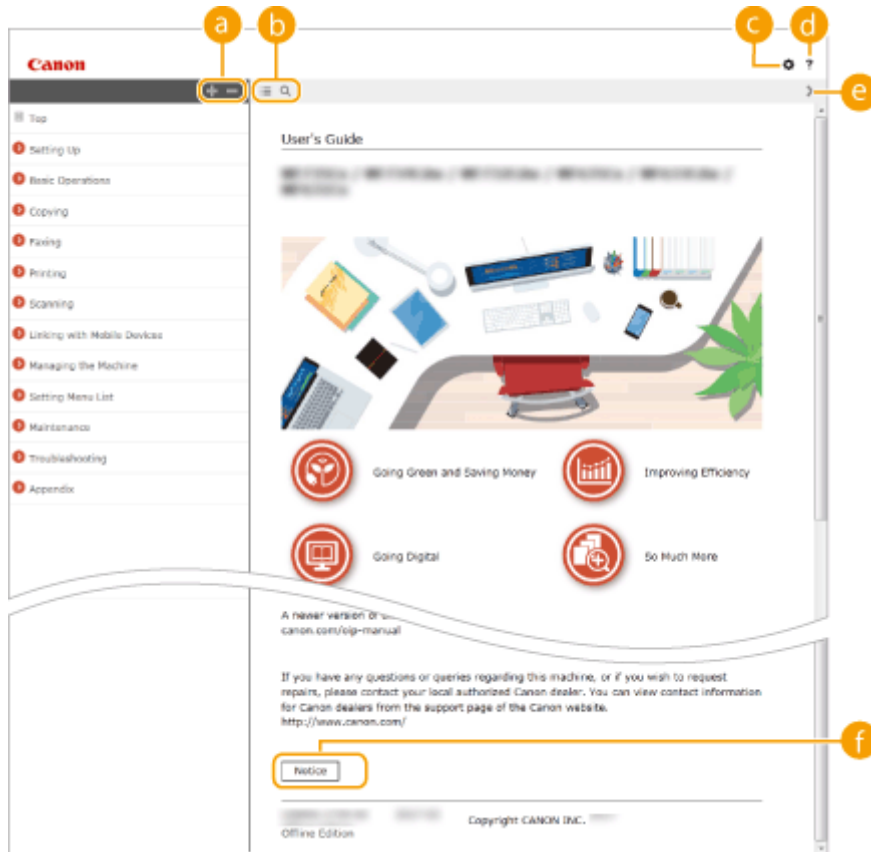 a b c d
Canon
+ − ?
e
Top
Setting Up
Basic Operations
Copying
Faxing
Printing
Scanning
Linking with Mobile Devices
Managing the Machine
Setting Menu List
Maintenance
Troubleshooting
Appendix
User's Guide
Going Green and Saving Money
Improving Efficiency
Going Digital
So Much More
A newer version of
canon.com/oip-manual
If you have any questions or queries regarding this machine, or if you wish to request
repairs, please contact your local authorized Canon dealer. You can view contact information
for Canon dealers from the support page of the Canon website.
http://www.canon.com/
f
Notice
Copyright CANON INC.
Offline Edition